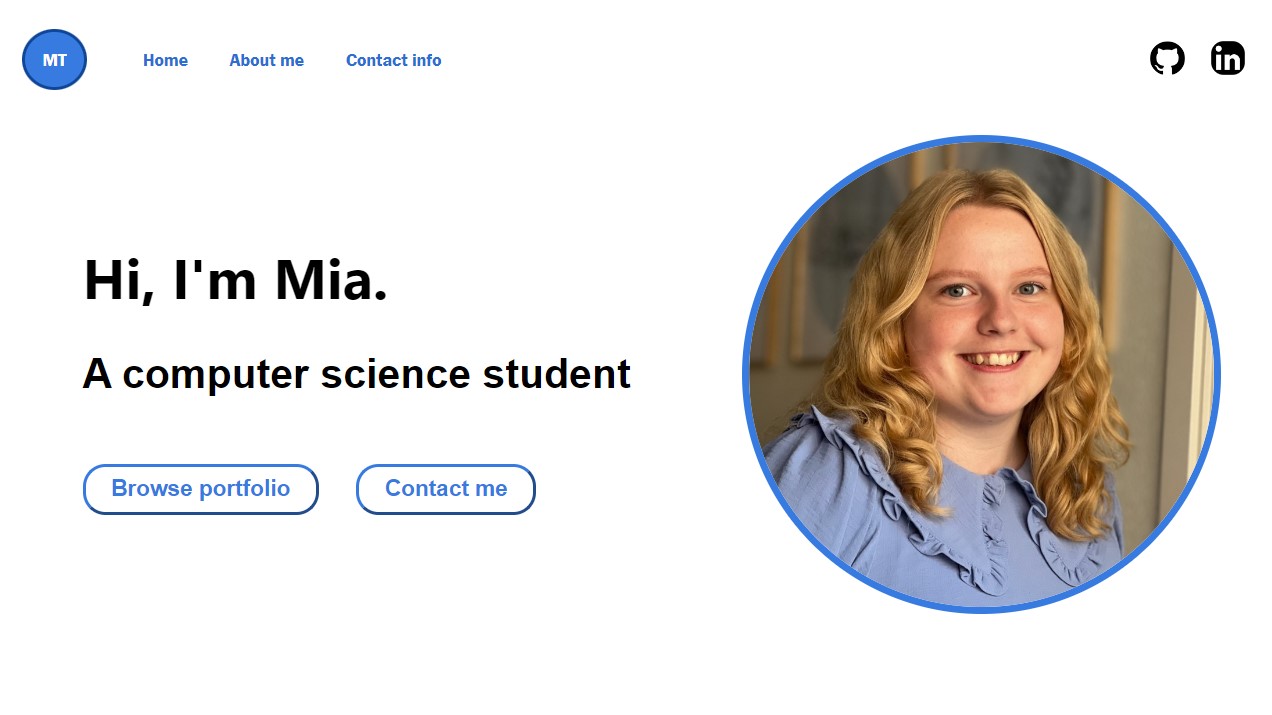 MT
Home
About me
Contact info
in
Hi, I'm Mia.
A computer science student
Browse portfolio
Contact me